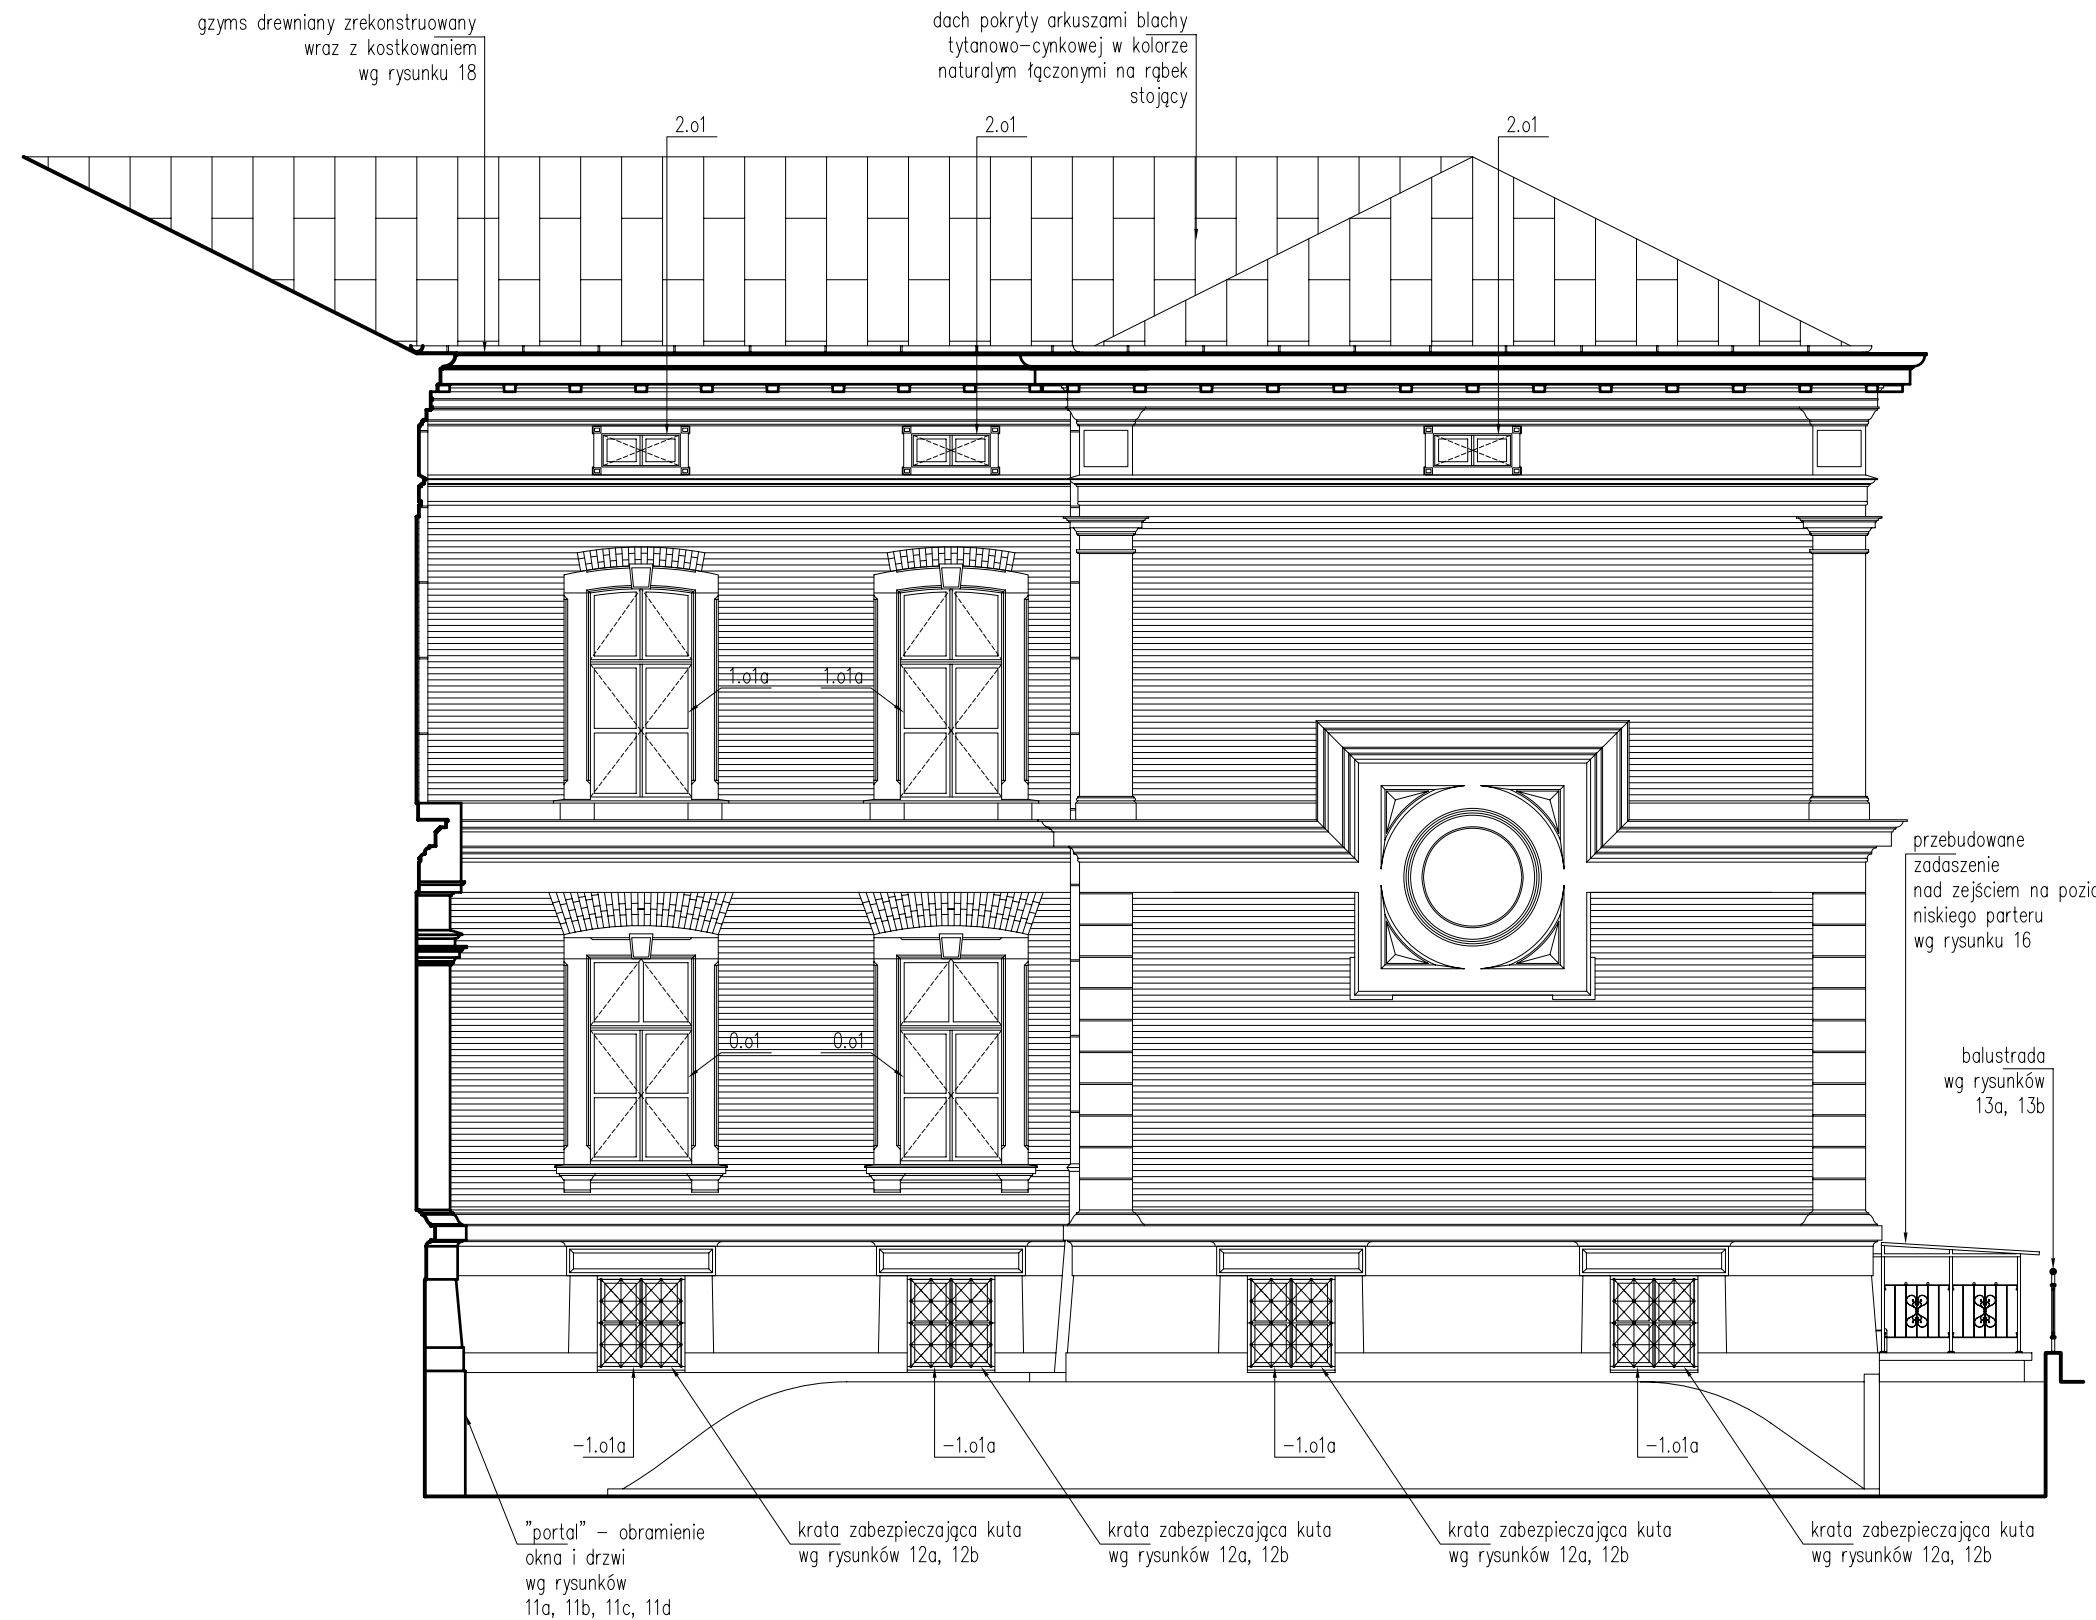 gzyms drewniany zrekonstruowany
wraz z kostkowaniem
wg rysunku 18
dach pokryty arkuszami blachy
tytanowo-cynkowej w kolorze
naturalym łączonymi na rąbek
stojący
2.o1
2.o1
2.o1
1.o1a
1.o1a
przebudowane
zadaszenie
nad zejściem na pozio
niskiego parteru
wg rysunku 16
0.o1
0.o1
balustrada
wg rysunków
13a, 13b
-1.o1a
-1.o1a
-1.o1a
-1.o1a
"portal" - obramienie
okna i drzwi
wg rysunków
11a, 11b, 11c, 11d
krata zabezpieczająca kuta
wg rysunków 12a, 12b
krata zabezpieczająca kuta
wg rysunków 12a, 12b
krata zabezpieczająca kuta
wg rysunków 12a, 12b
krata zabezpieczająca kuta
wg rysunków 12a, 12b